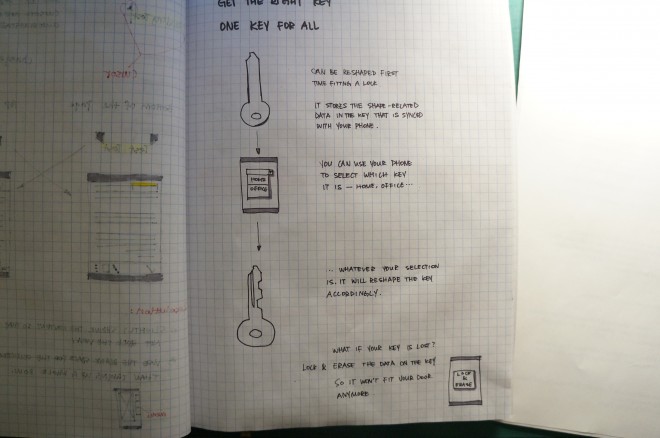 GET THE RIGHT KEY
ONE KEY FOR ALL
CAN BE RESHAPED FIRST
TIME FITTING A LOCK
IT STORES THE SHAPE-RELATED
DATA IN THE KEY THAT IS SYNCED
WITH YOUR PHONE.
YOU CAN USE YOUR PHONE
TO SELECT WHICH KEY
IT IS — HOME, OFFICE...
HOME
OFFICE
... WHATEVER YOUR SELECTION
IS, IT WILL RESHAPE THE KEY
ACCORDINGLY.
WHAT IF YOUR KEY IS LOST?
LOCK & ERASE THE DATA ON THE KEY
SO IT WON'T FIT YOUR DOOR
ANYMORE
LOCK
&
ERASE